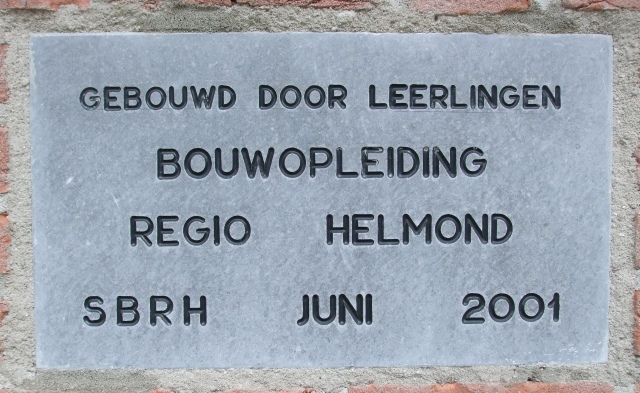 GEBOUWD DOOR LEERLINGEN
BOUWOPLEIDING
REGIO HELMOND
SBRH JUNI 2001